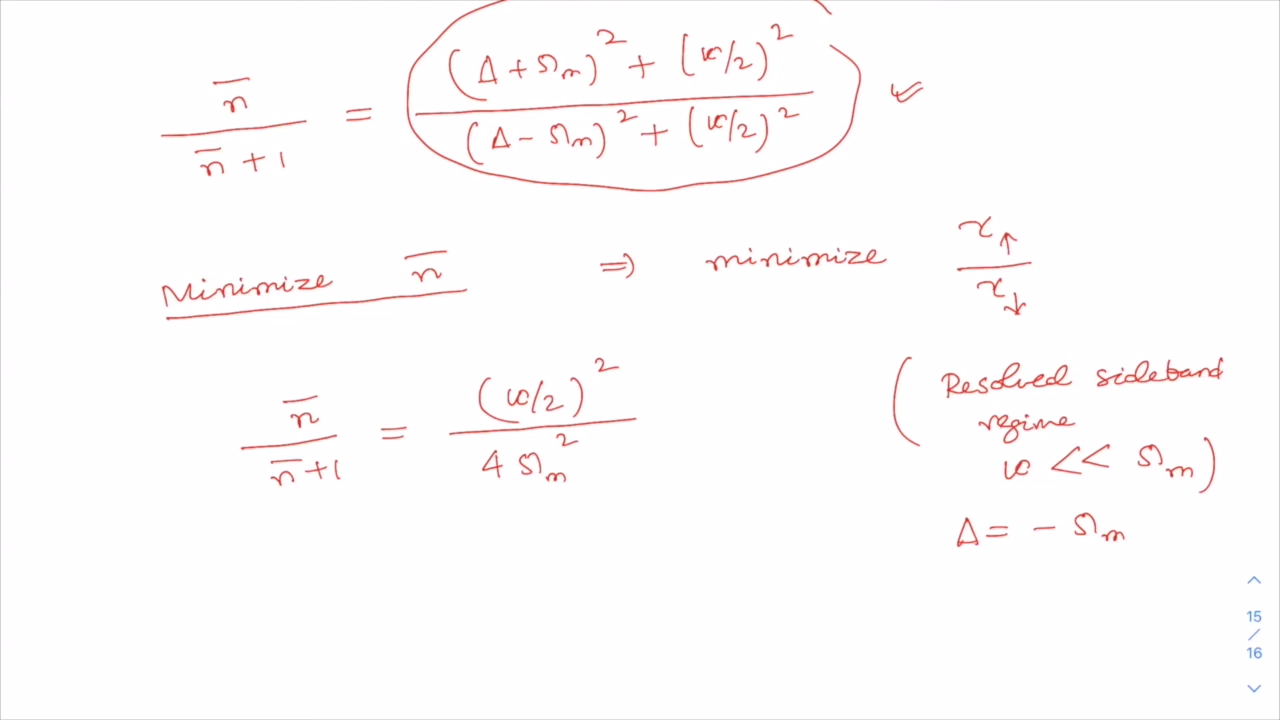 n̄ / (n̄ + 1) = ((Δ + Ωm)² + (κ/2)²) / ((Δ − Ωm)² + (κ/2)²) ✓
Minimize n̄ ⇒ minimize x↑ / x↓
n̄ / (n̄ + 1) = (κ/2)² / 4Ωm²
(Resolved sideband
regime
κ << Ωm)
Δ = − Ωm
15
/
16